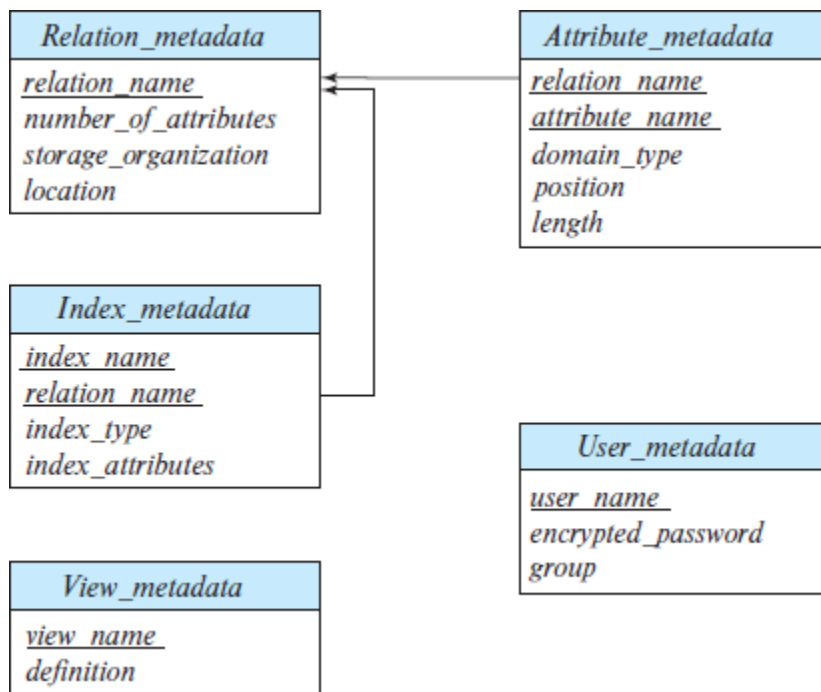 Relation_metadata
relation_name
number_of_attributes
storage_organization
location
Attribute_metadata
relation_name
attribute_name
domain_type
position
length
Index_metadata
index_name
relation_name
index_type
index_attributes
User_metadata
user_name
encrypted_password
group
View_metadata
view_name
definition